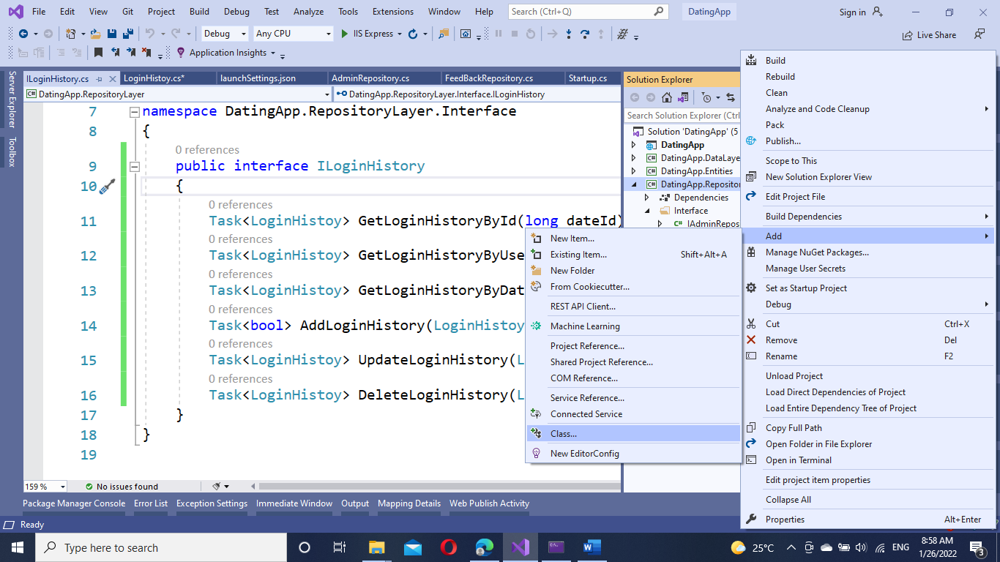 File Edit View Git Project Build Debug Test Analyze Tools Extensions Window Help Search (Ctrl+Q) DatingApp Sign in
Debug Any CPU IIS Express Live Share
Application Insights
ILoginHistory.cs LoginHistoy.cs* launchSettings.json AdminRepository.cs FeedBackRepository.cs Startup.cs
DatingApp.RepositoryLayer DatingApp.RepositoryLayer.Interface.ILoginHistory
Server Explorer
Toolbox
7 namespace DatingApp.RepositoryLayer.Interface
8 {
0 references
9 public interface ILoginHistory
10 {
0 references
11 Task<LoginHistoy> GetLoginHistoryById(long dateId)
0 references
12 Task<LoginHistoy> GetLoginHistoryByUse
0 references
13 Task<LoginHistoy> GetLoginHistoryByDat
0 references
14 Task<bool> AddLoginHistory(LoginHistoy
0 references
15 Task<LoginHistoy> UpdateLoginHistory(L
0 references
16 Task<LoginHistoy> DeleteLoginHistory(L
17 }
18 }
19
159 % No issues found
Solution Explorer
Search Solution Explorer (Ctrl
Solution 'DatingApp' (5
DatingApp
DatingApp.DataLaye
DatingApp.Entities
DatingApp.Reposito
Dependencies
Interface
IAdminRepos
New Item...
Existing Item... Shift+Alt+A
New Folder
From Cookiecutter...
REST API Client...
Machine Learning
Project Reference...
Shared Project Reference...
COM Reference...
Service Reference...
Connected Service
Class...
New EditorConfig
Build
Rebuild
Clean
Analyze and Code Cleanup
Pack
Publish...
Scope to This
New Solution Explorer View
Edit Project File
Build Dependencies
Add
Manage NuGet Packages...
Manage User Secrets
Set as Startup Project
Debug
Cut Ctrl+X
Remove Del
Rename F2
Unload Project
Load Direct Dependencies of Project
Load Entire Dependency Tree of Project
Copy Full Path
Open Folder in File Explorer
Open in Terminal
Edit project item properties
Collapse All
Properties Alt+Enter
Package Manager Console Error List Exception Settings Immediate Window Output Mapping Details Web Publish Activity
Ready
Type here to search 25°C ENG 8:58 AM
1/26/2022 3